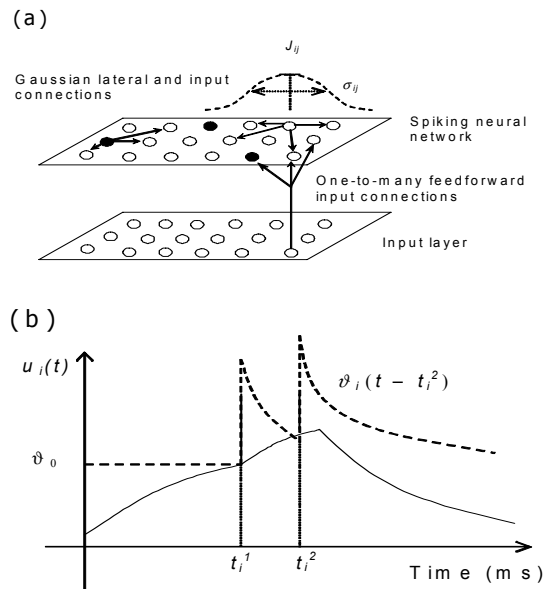 (a)
J_ij
Gaussian lateral and input
connections
σ_ij
Spiking neural
network
One-to-many feedforward
input connections
Input layer
(b)
u_i(t)
ϑ_i(t − t_i^2)
ϑ_0
t_i^1
t_i^2
Time (ms)